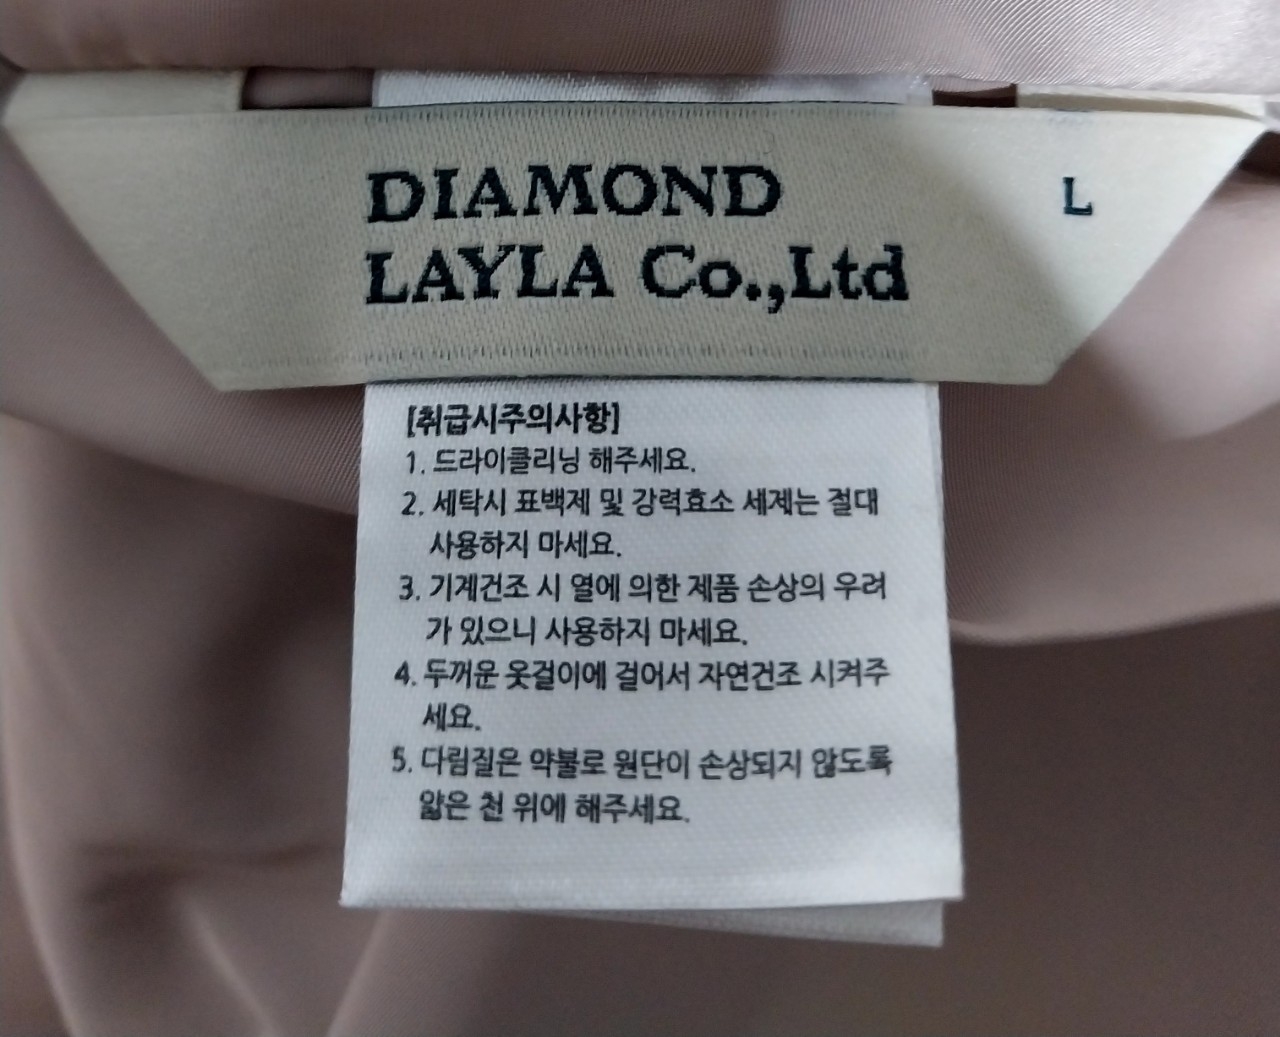 DIAMOND
LAYLA Co.,Ltd
L
[취급시주의사항]
1. 드라이클리닝 해주세요.
2. 세탁시 표백제 및 강력효소 세제는 절대
사용하지 마세요.
3. 기계건조 시 열에 의한 제품 손상의 우려
가 있으니 사용하지 마세요.
4. 두꺼운 옷걸이에 걸어서 자연건조 시켜주
세요.
5. 다림질은 약불로 원단이 손상되지 않도록
얇은 천 위에 해주세요.